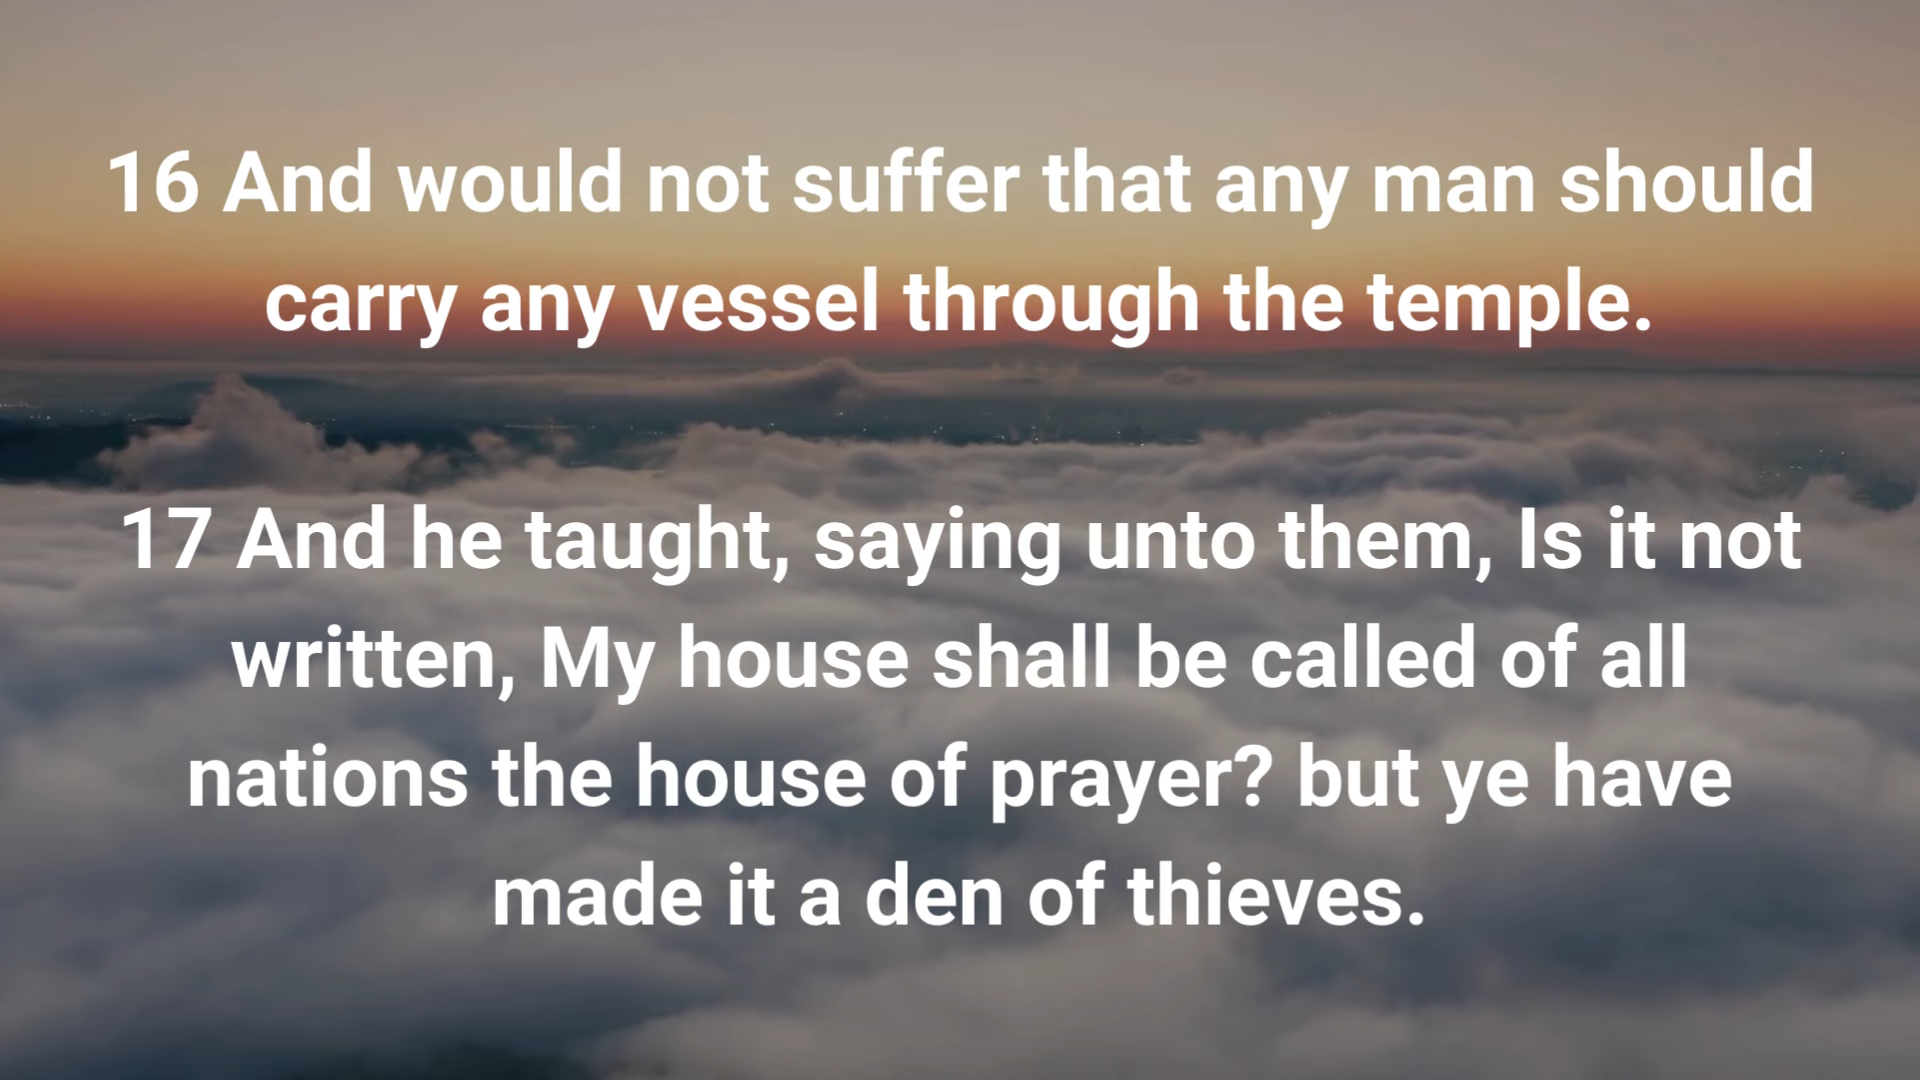 16 And would not suffer that any man should
carry any vessel through the temple.
17 And he taught, saying unto them, Is it not
written, My house shall be called of all
nations the house of prayer? but ye have
made it a den of thieves.